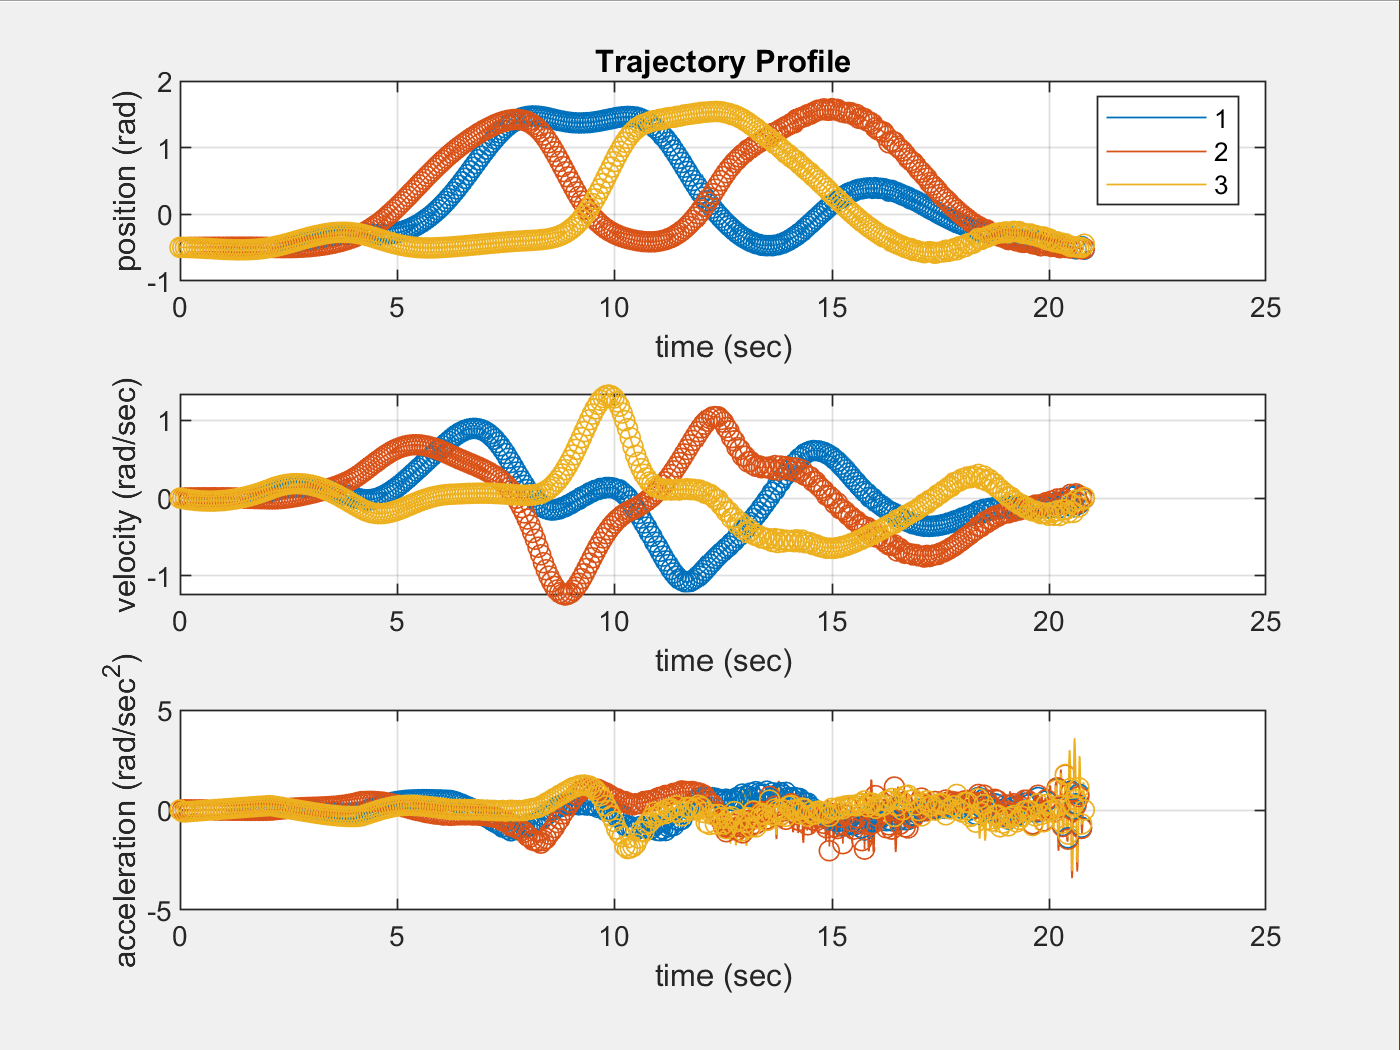 Trajectory Profile
position (rad)
2
1
0
-1
1
2
3
0 5 10 15 20 25
time (sec)
velocity (rad/sec)
1
0
-1
0 5 10 15 20 25
time (sec)
acceleration (rad/sec²)
5
0
-5
0 5 10 15 20 25
time (sec)